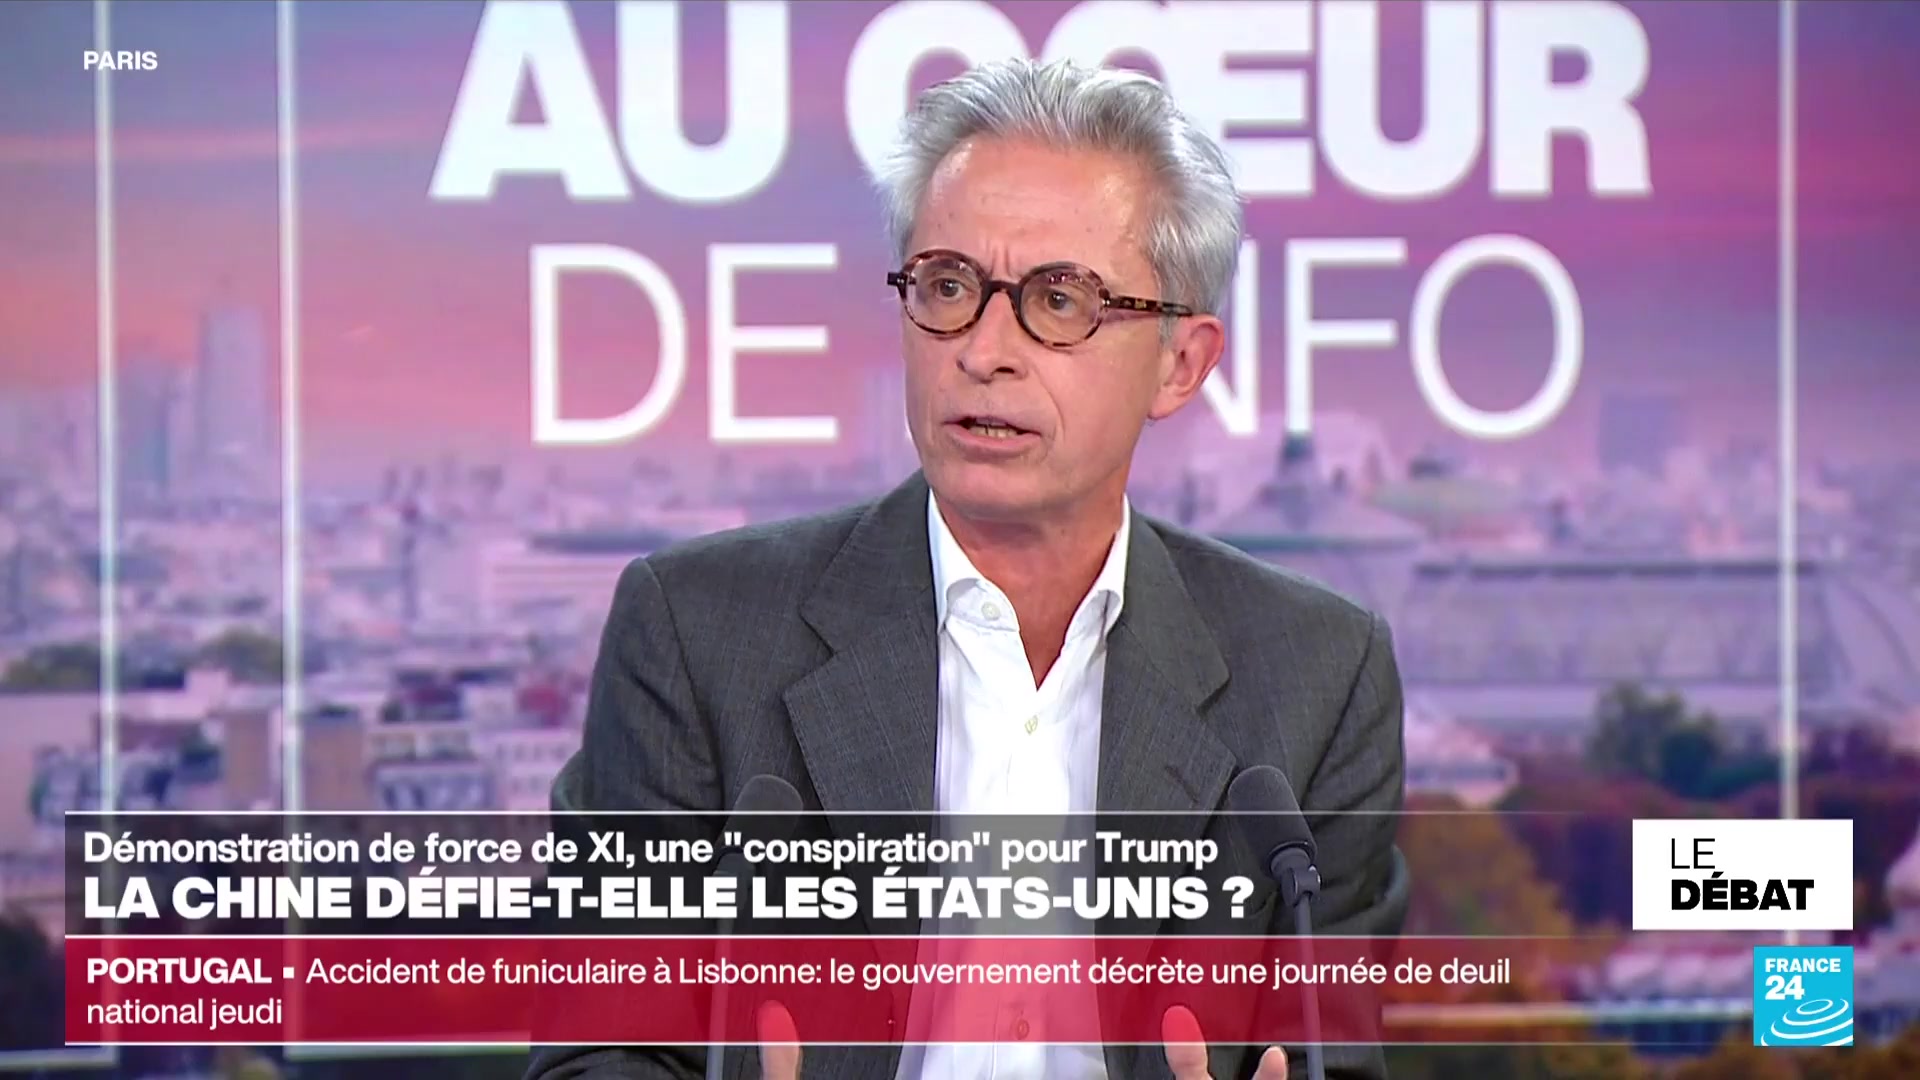 PARIS
AU CŒUR
DE L'INFO
Démonstration de force de XI, une "conspiration" pour Trump
LA CHINE DÉFIE-T-ELLE LES ÉTATS-UNIS ?
LE
DÉBAT
PORTUGAL ▪ Accident de funiculaire à Lisbonne: le gouvernement décrète une journée de deuil
national jeudi
FRANCE
24